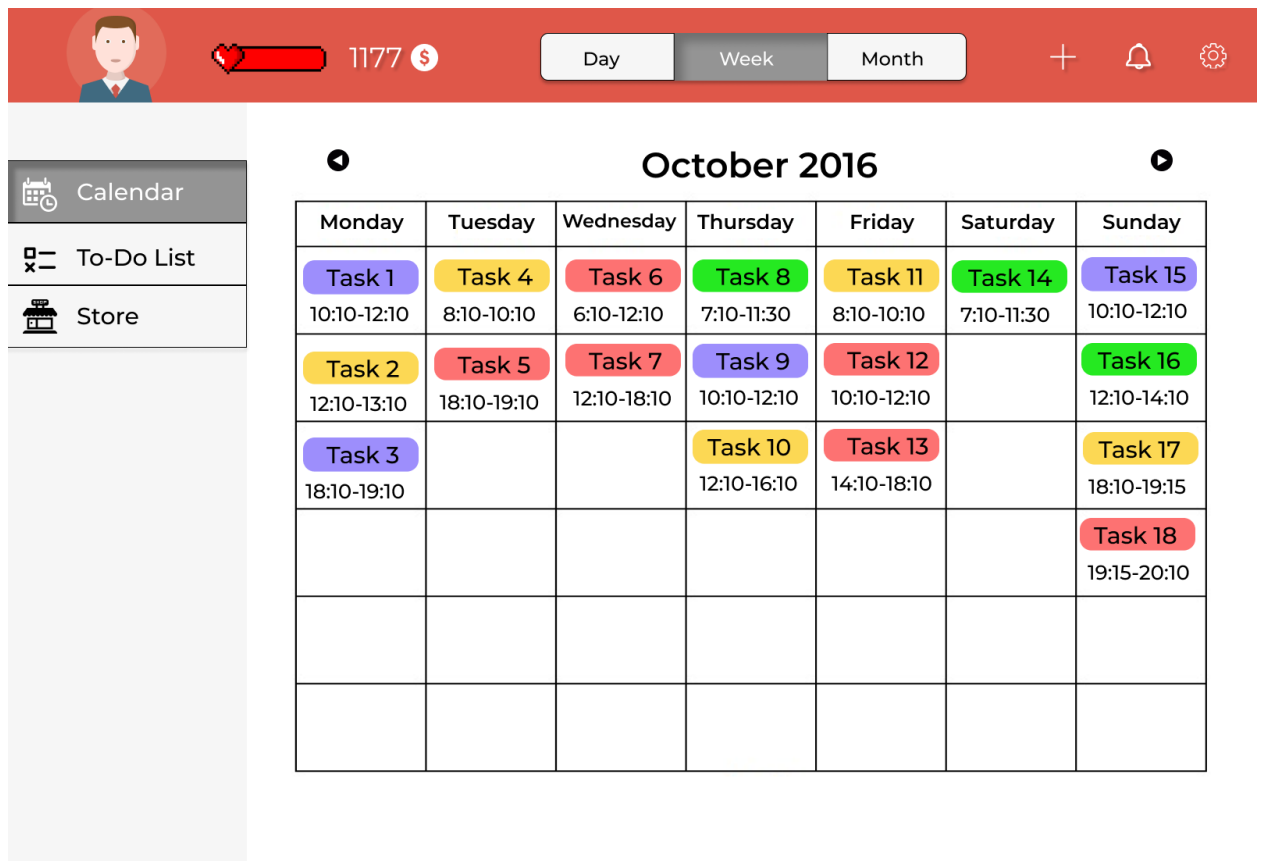 1177 $
Day Week Month
Calendar
To-Do List
Store
October 2016
Monday Tuesday Wednesday Thursday Friday Saturday Sunday
Task 1 Task 4 Task 6 Task 8 Task 11 Task 14 Task 15
10:10-12:10 8:10-10:10 6:10-12:10 7:10-11:30 8:10-10:10 7:10-11:30 10:10-12:10
Task 2 Task 5 Task 7 Task 9 Task 12 Task 16
12:10-13:10 18:10-19:10 12:10-18:10 10:10-12:10 10:10-12:10 12:10-14:10
Task 3 Task 10 Task 13 Task 17
18:10-19:10 12:10-16:10 14:10-18:10 18:10-19:15
Task 18
19:15-20:10